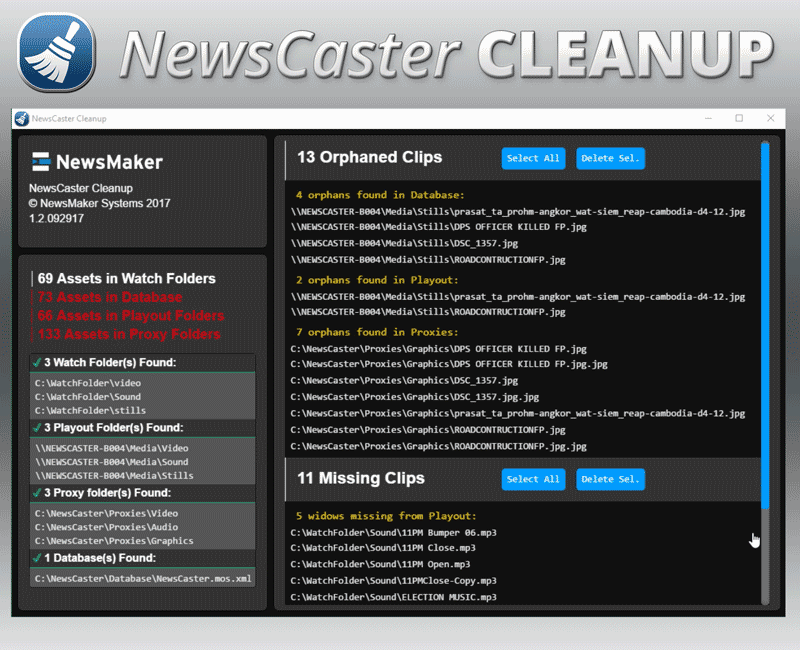 NewsCaster CLEANUP
NewsCaster Cleanup
NewsMaker
NewsCaster Cleanup
© NewsMaker Systems 2017
1.2.092917
69 Assets in Watch Folders
73 Assets in Database
66 Assets in Playout Folders
133 Assets in Proxy Folders
3 Watch Folder(s) Found:
C:\WatchFolder\video
C:\WatchFolder\Sound
C:\WatchFolder\stills
3 Playout Folder(s) Found:
\\NEWSCASTER-B004\Media\Video
\\NEWSCASTER-B004\Media\Sound
\\NEWSCASTER-B004\Media\Stills
3 Proxy folder(s) Found:
C:\NewsCaster\Proxies\Video
C:\NewsCaster\Proxies\Audio
C:\NewsCaster\Proxies\Graphics
1 Database(s) Found:
C:\NewsCaster\Database\NewsCaster.mos.xml
13 Orphaned Clips
Select All
Delete Sel.
4 orphans found in Database:
\\NEWSCASTER-B004\Media\Stills\prasat_ta_prohm-angkor_wat-siem_reap-cambodia-d4-12.jpg
\\NEWSCASTER-B004\Media\Stills\DPS OFFICER KILLED FP.jpg
\\NEWSCASTER-B004\Media\Stills\DSC_1357.jpg
\\NEWSCASTER-B004\Media\Stills\ROADCONTRUCTIONFP.jpg
2 orphans found in Playout:
\\NEWSCASTER-B004\Media\Stills\prasat_ta_prohm-angkor_wat-siem_reap-cambodia-d4-12.jpg
\\NEWSCASTER-B004\Media\Stills\ROADCONTRUCTIONFP.jpg
7 orphans found in Proxies:
C:\NewsCaster\Proxies\Graphics\DPS OFFICER KILLED FP.jpg
C:\NewsCaster\Proxies\Graphics\DPS OFFICER KILLED FP.jpg.jpg
C:\NewsCaster\Proxies\Graphics\DSC_1357.jpg
C:\NewsCaster\Proxies\Graphics\DSC_1357.jpg.jpg
C:\NewsCaster\Proxies\Graphics\prasat_ta_prohm-angkor_wat-siem_reap-cambodia-d4-12.jpg
C:\NewsCaster\Proxies\Graphics\ROADCONTRUCTIONFP.jpg
C:\NewsCaster\Proxies\Graphics\ROADCONTRUCTIONFP.jpg.jpg
11 Missing Clips
Select All
Delete Sel.
5 widows missing from Playout:
C:\WatchFolder\Sound\11PM Bumper 06.mp3
C:\WatchFolder\Sound\11PM Close.mp3
C:\WatchFolder\Sound\11PM Open.mp3
C:\WatchFolder\Sound\11PMClose-Copy.mp3
C:\WatchFolder\Sound\ELECTION MUSIC.mp3